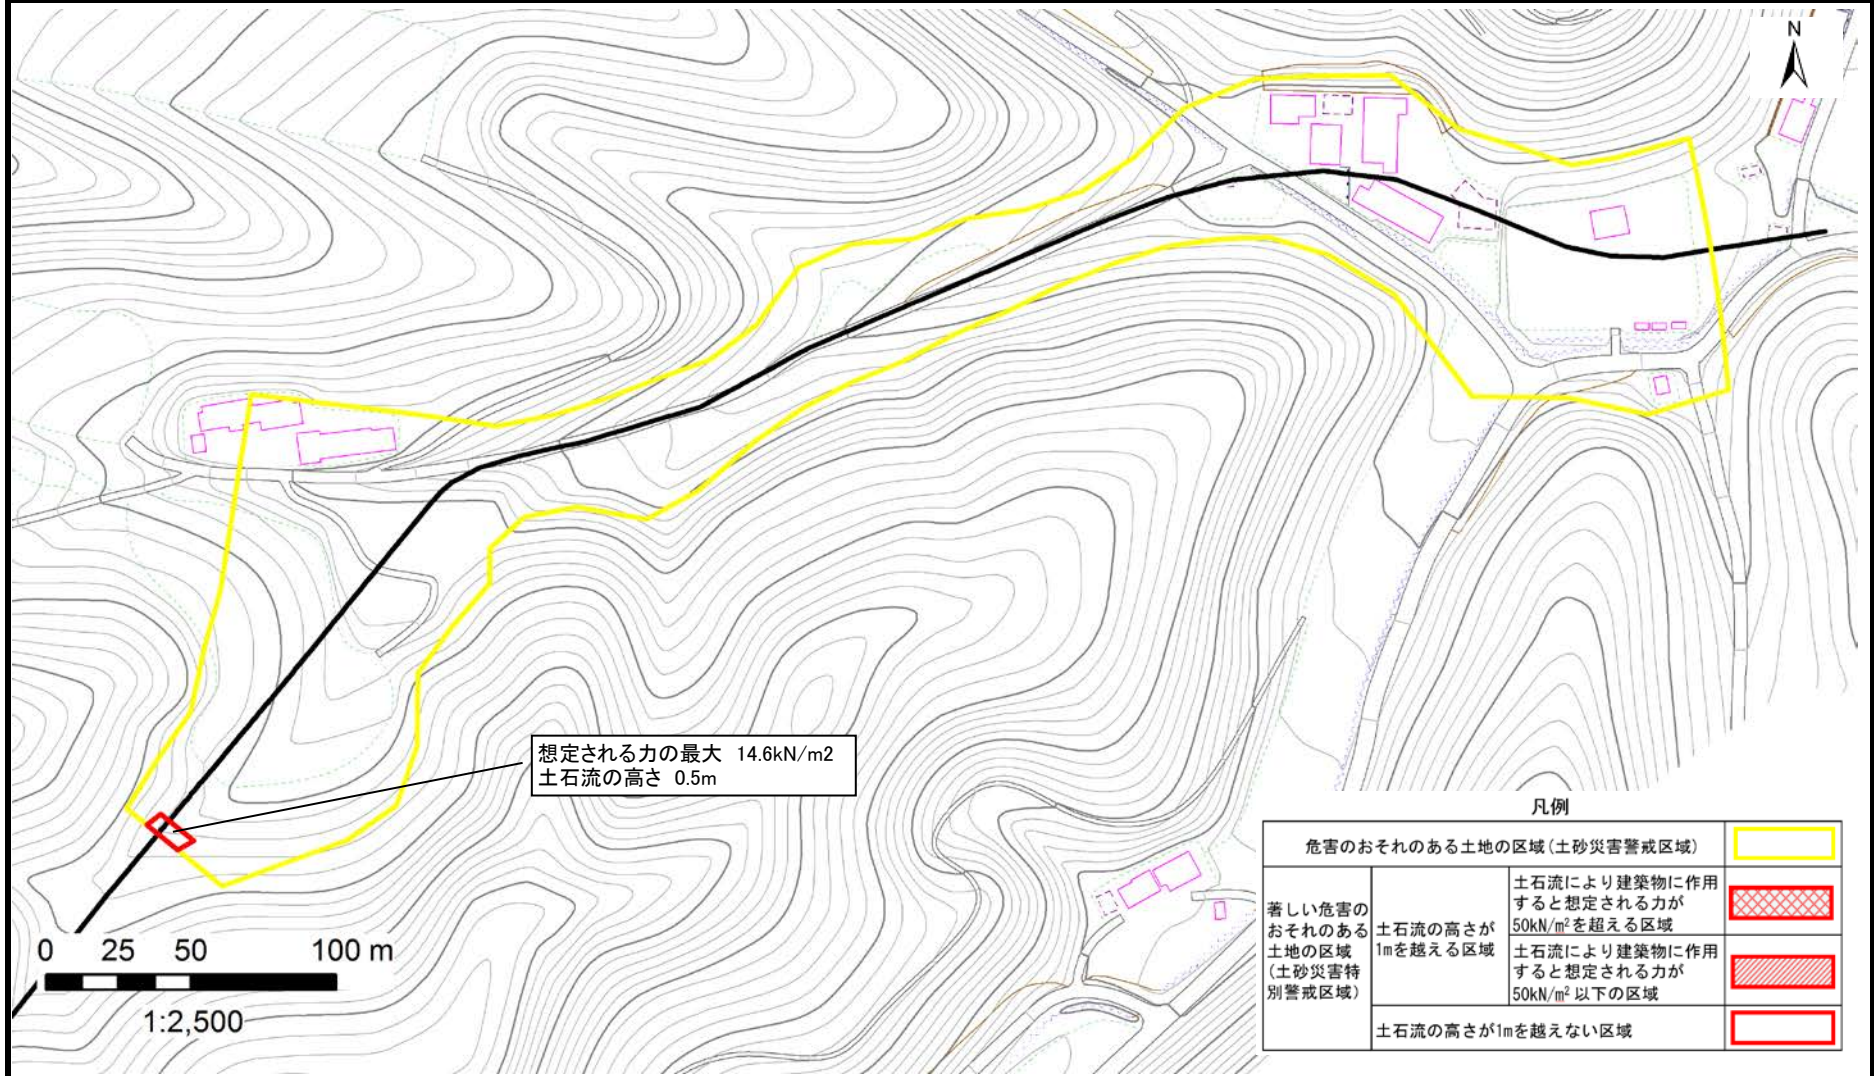 N
想定される力の最大 14.6kN/m2
土石流の高さ 0.5m
0 25 50 100 m
1:2,500
凡例
危害のおそれのある土地の区域(土砂災害警戒区域)
著しい危害の
おそれのある
土地の区域
(土砂災害特
別警戒区域)
土石流の高さが
1mを越える区域
土石流により建築物に作用
すると想定される力が
50kN/m²を超える区域
土石流により建築物に作用
すると想定される力が
50kN/m² 以下の区域
土石流の高さが1mを越えない区域